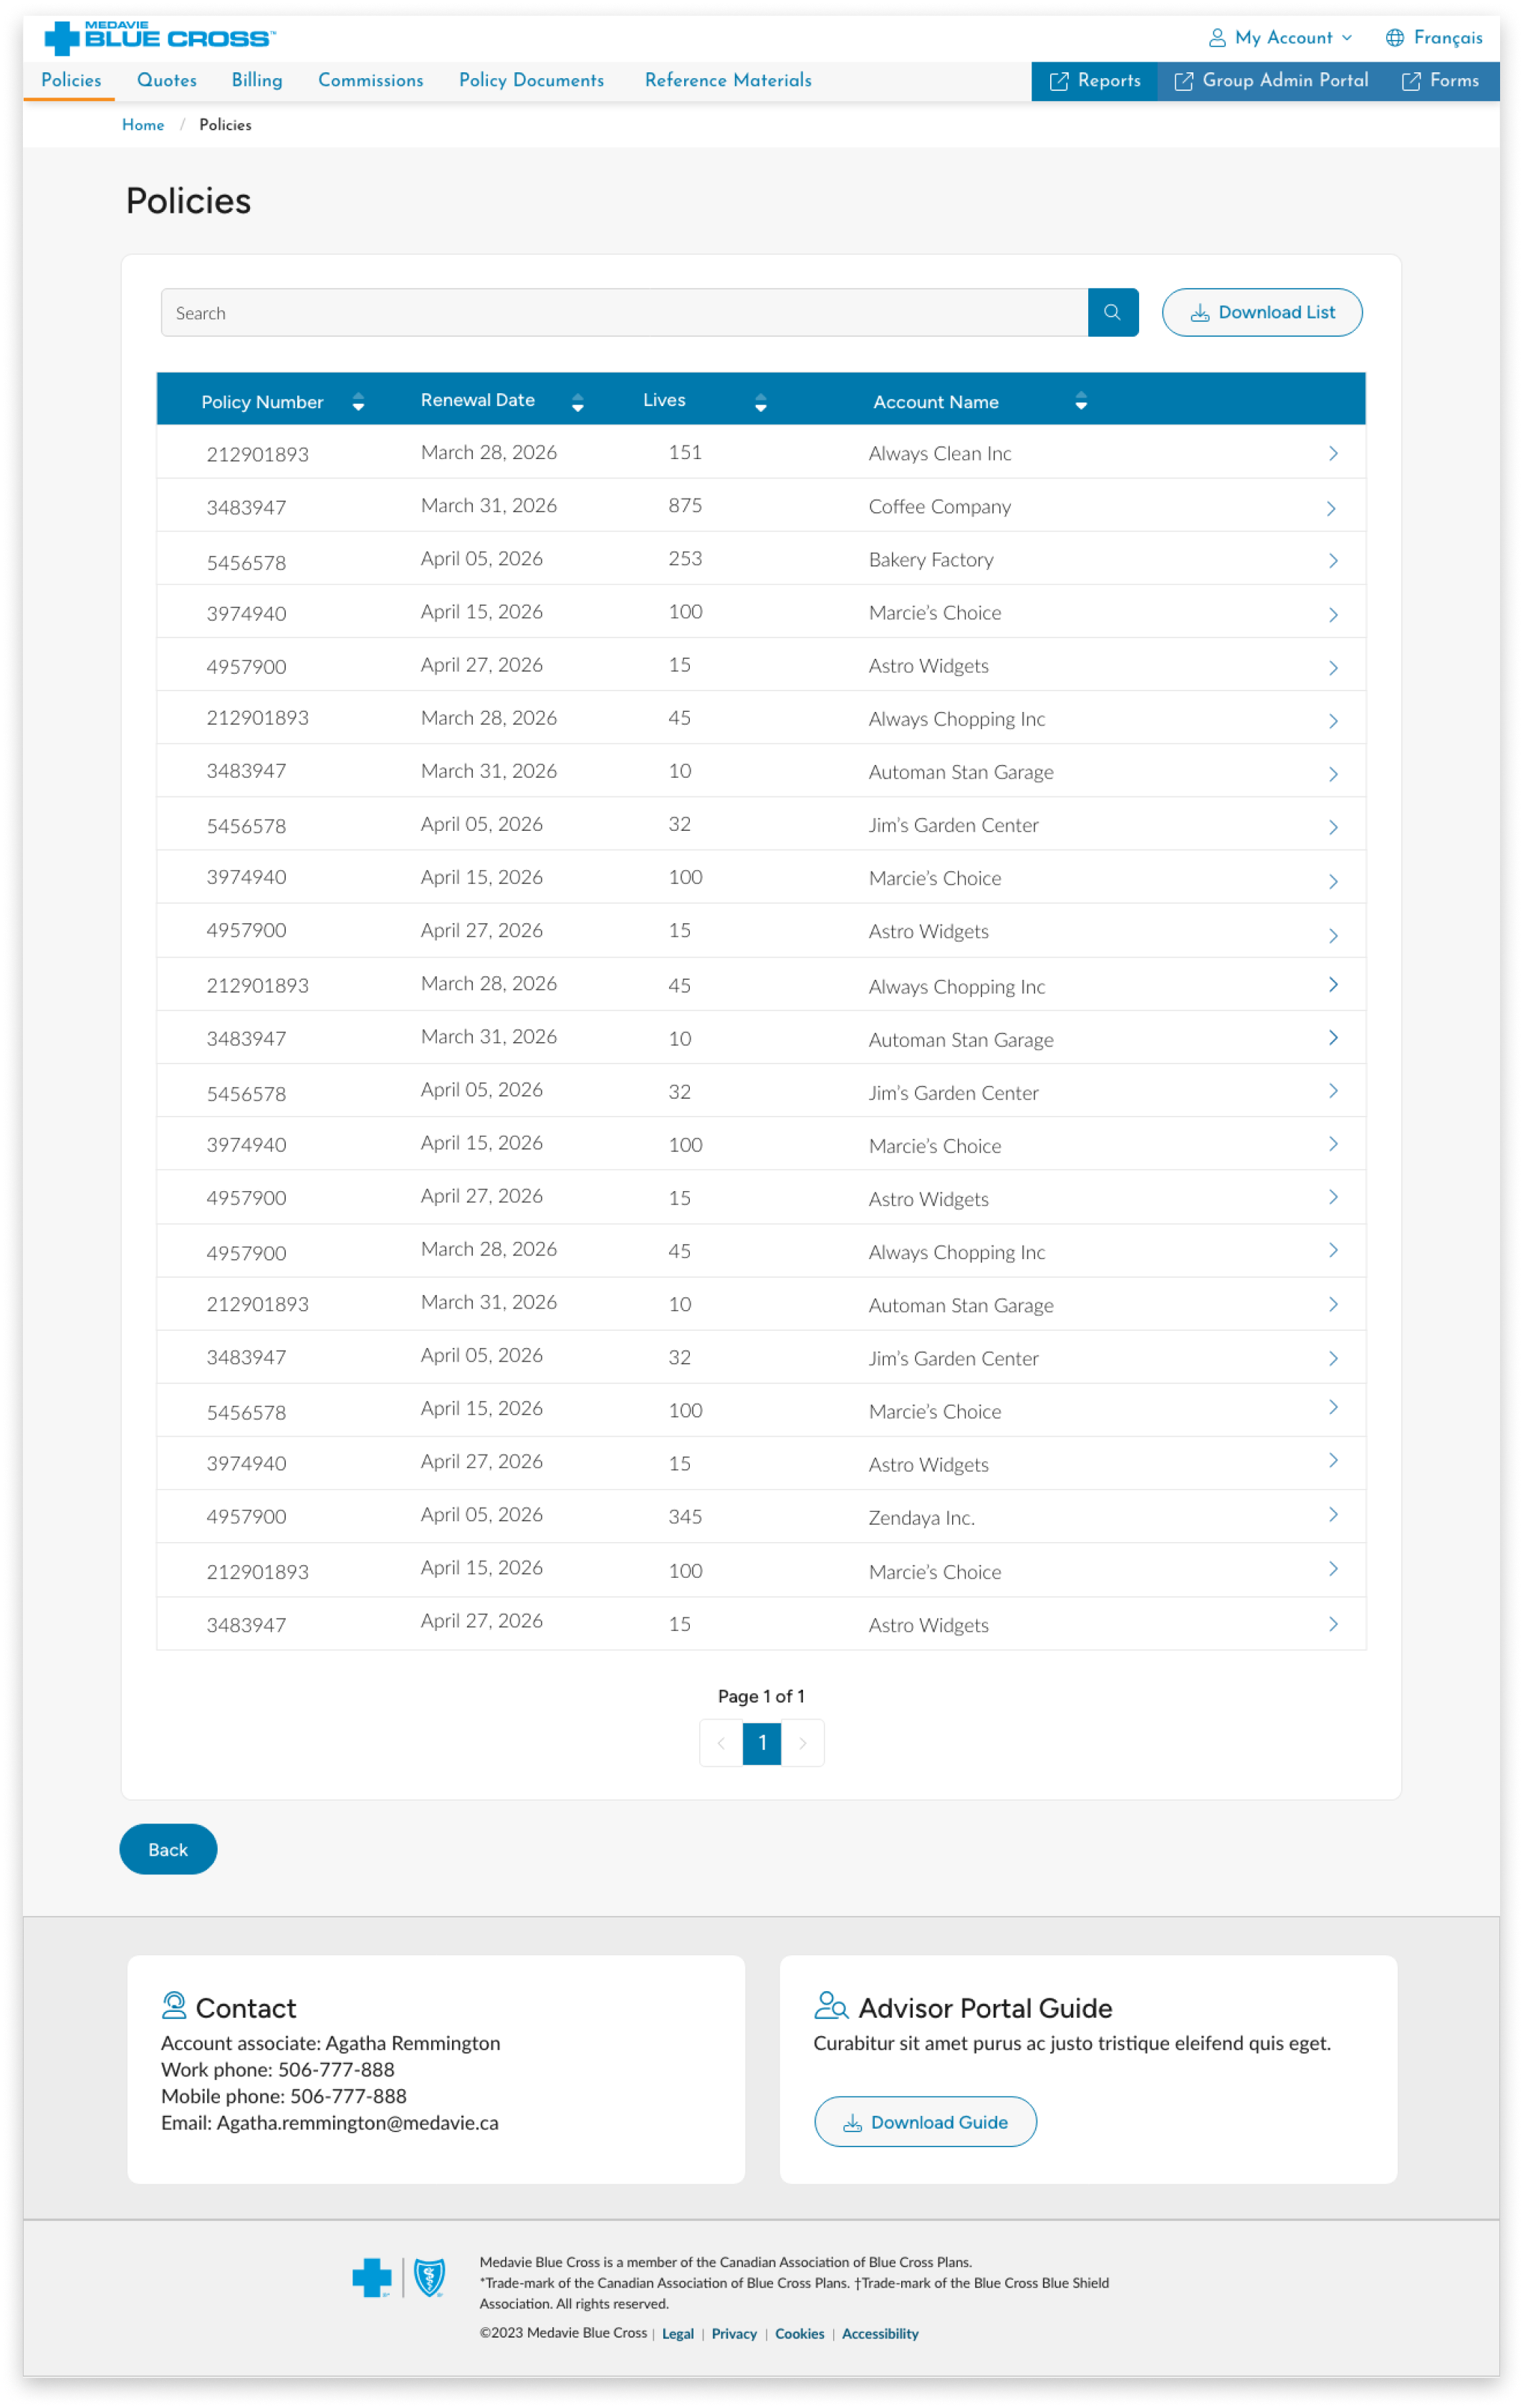 MEDAVIE
BLUE CROSS™
My Account
Français
Policies Quotes Billing Commissions Policy Documents Reference Materials Reports Group Admin Portal Forms
Home / Policies
Policies
Search
Download List
Policy Number Renewal Date Lives Account Name
212901893 March 28, 2026 151 Always Clean Inc
3483947 March 31, 2026 875 Coffee Company
5456578 April 05, 2026 253 Bakery Factory
3974940 April 15, 2026 100 Marcie’s Choice
4957900 April 27, 2026 15 Astro Widgets
212901893 March 28, 2026 45 Always Chopping Inc
3483947 March 31, 2026 10 Automan Stan Garage
5456578 April 05, 2026 32 Jim’s Garden Center
3974940 April 15, 2026 100 Marcie’s Choice
4957900 April 27, 2026 15 Astro Widgets
212901893 March 28, 2026 45 Always Chopping Inc
3483947 March 31, 2026 10 Automan Stan Garage
5456578 April 05, 2026 32 Jim’s Garden Center
3974940 April 15, 2026 100 Marcie’s Choice
4957900 April 27, 2026 15 Astro Widgets
4957900 March 28, 2026 45 Always Chopping Inc
212901893 March 31, 2026 10 Automan Stan Garage
3483947 April 05, 2026 32 Jim’s Garden Center
5456578 April 15, 2026 100 Marcie’s Choice
3974940 April 27, 2026 15 Astro Widgets
4957900 April 05, 2026 345 Zendaya Inc.
212901893 April 15, 2026 100 Marcie’s Choice
3483947 April 27, 2026 15 Astro Widgets
Page 1 of 1
1
Back
Contact
Account associate: Agatha Remmington
Work phone: 506-777-888
Mobile phone: 506-777-888
Email: Agatha.remmington@medavie.ca
Advisor Portal Guide
Curabitur sit amet purus ac justo tristique eleifend quis eget.
Download Guide
Medavie Blue Cross is a member of the Canadian Association of Blue Cross Plans.
*Trade-mark of the Canadian Association of Blue Cross Plans. †Trade-mark of the Blue Cross Blue Shield
Association. All rights reserved.
©2023 Medavie Blue Cross | Legal | Privacy | Cookies | Accessibility